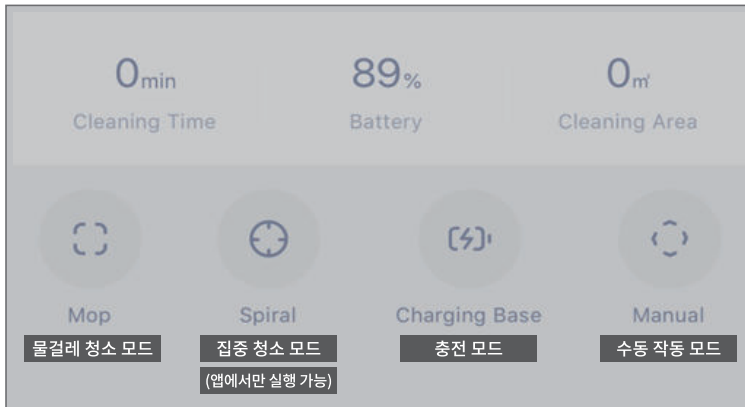 0min 89% 0㎡
Cleaning Time Battery Cleaning Area
Mop Spiral Charging Base Manual
물걸레 청소 모드 집중 청소 모드 충전 모드 수동 작동 모드
(앱에서만 실행 가능)